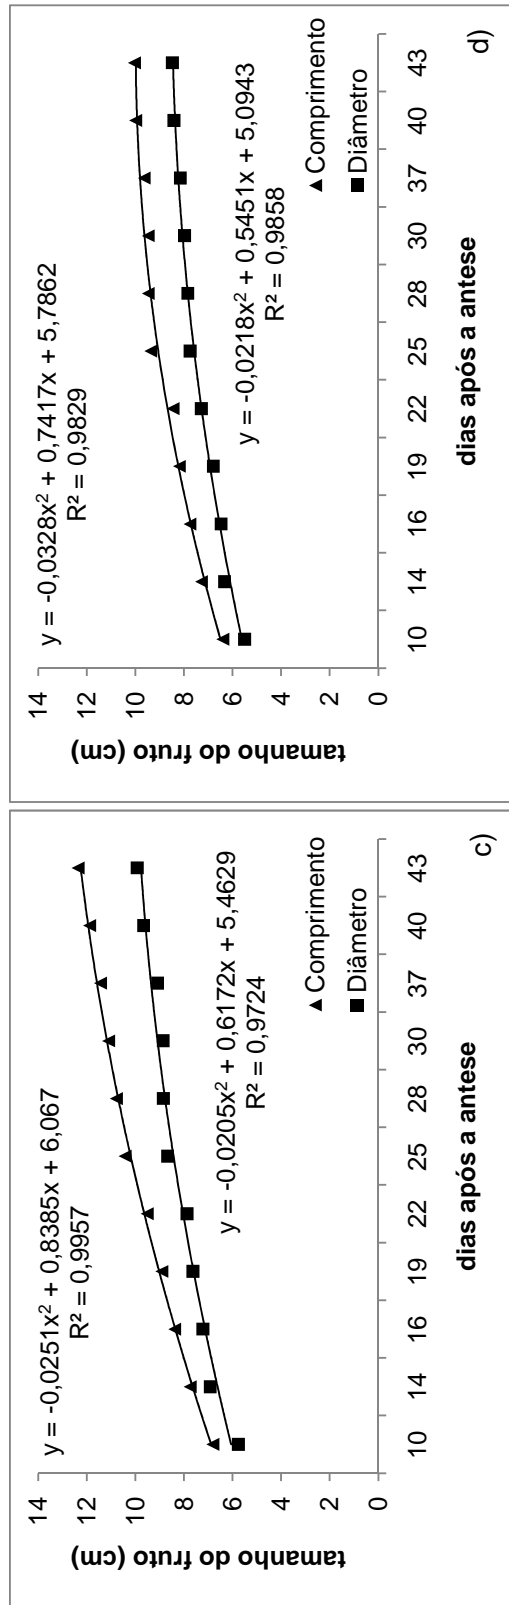 14
12
10
8
6
4
2
0
tamanho do fruto (cm)
y = -0,0251x² + 0,8385x + 6,067
R² = 0,9957
y = -0,0205x² + 0,6172x + 5,4629
R² = 0,9724
Comprimento
Diâmetro
10 14 16 19 22 25 28 30 37 40 43
dias após a antese
c)
14
12
10
8
6
4
2
0
tamanho do fruto (cm)
y = -0,0328x² + 0,7417x + 5,7862
R² = 0,9829
y = -0,0218x² + 0,5451x + 5,0943
R² = 0,9858
Comprimento
Diâmetro
10 14 16 19 22 25 28 30 37 40 43
dias após a antese
d)